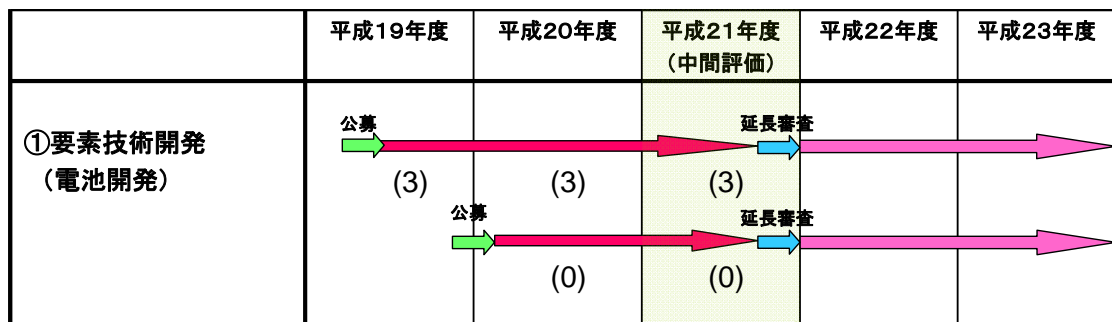 平成19年度 平成20年度 平成21年度 平成22年度 平成23年度
(中間評価)
①要素技術開発
(電池開発)
公募 延長審査
(3) (3) (3)
公募 延長審査
(0) (0)